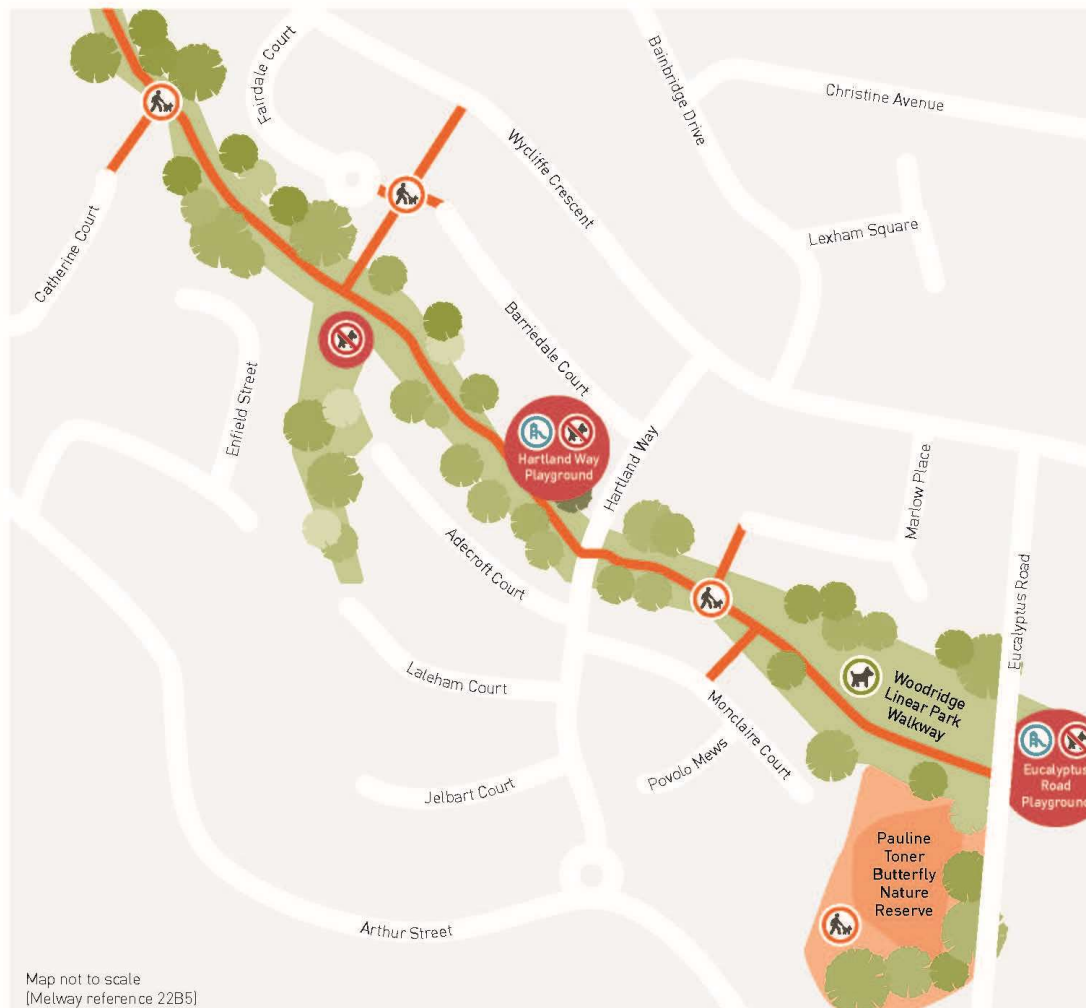 Fairdale Court
Bainbridge Drive
Christine Avenue
Wycliffe Crescent
Lexham Square
Catherine Court
Barriedale Court
Enfield Street
Hartland Way
Playground
Hartland Way
Marlow Place
Adecroft Court
Eucalyptus Road
Laleham Court
Woodridge
Linear Park
Walkway
Monclaire Court
Povolo Mews
Jelbart Court
Eucalyptus
Road
Playground
Pauline
Toner
Butterfly
Nature
Reserve
Arthur Street
Map not to scale
(Melway reference 22B5)